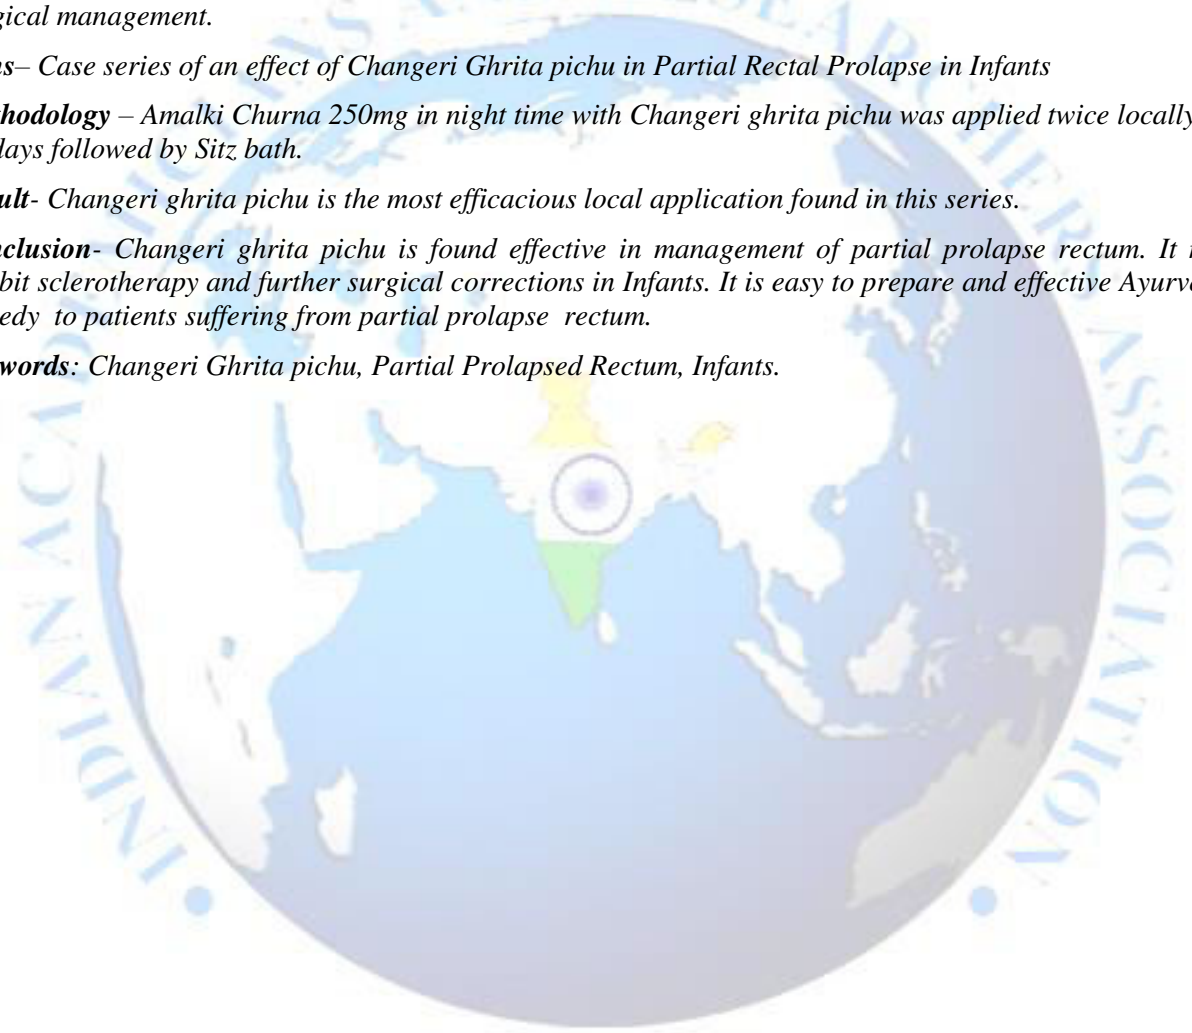 gical management.
ns– Case series of an effect of Changeri Ghrita pichu in Partial Rectal Prolapse in Infants
hodology – Amalki Churna 250mg in night time with Changeri ghrita pichu was applied twice locally
days followed by Sitz bath.
ult- Changeri ghrita pichu is the most efficacious local application found in this series.
nclusion- Changeri ghrita pichu is found effective in management of partial prolapse rectum. It
bit sclerotherapy and further surgical corrections in Infants. It is easy to prepare and effective Ayurv
edy to patients suffering from partial prolapse rectum.
words: Changeri Ghrita pichu, Partial Prolapsed Rectum, Infants.
INDIAN
ASSOCIATION